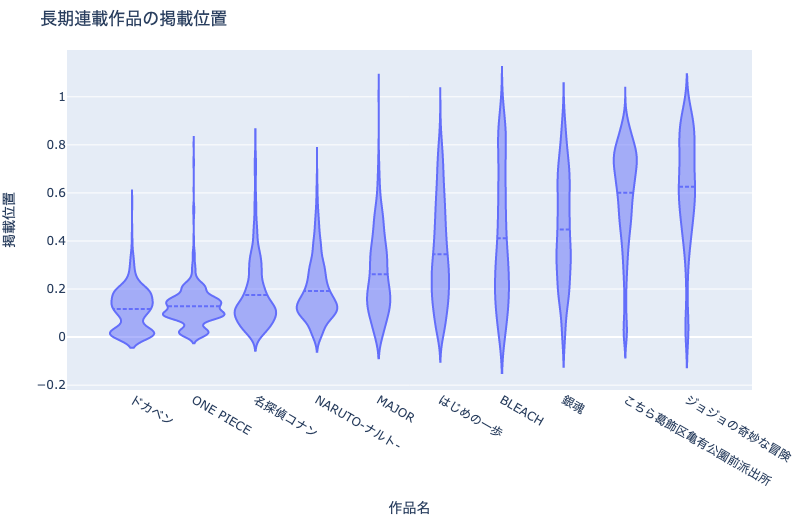 長期連載作品の掲載位置
1
0.8
0.6
0.4
0.2
0
−0.2
掲載位置
ドカベン
ONE PIECE
名探偵コナン
NARUTO-ナルト-
MAJOR
はじめの一歩
BLEACH
銀魂
こちら葛飾区亀有公園前派出所
ジョジョの奇妙な冒険
作品名